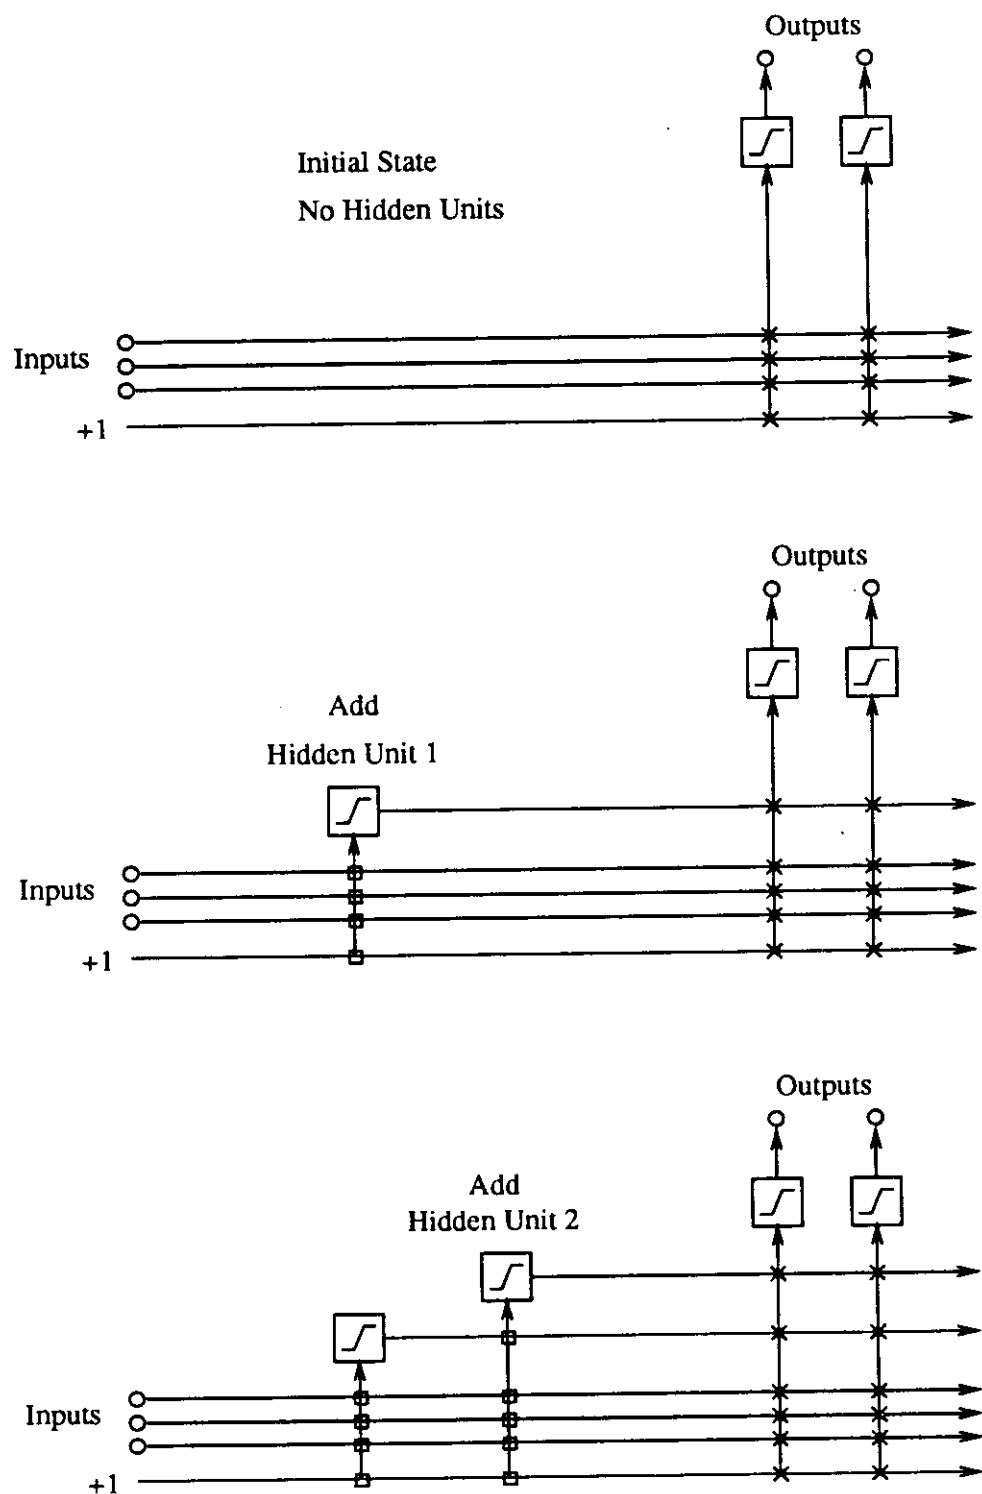 Outputs
Initial State
No Hidden Units
Inputs
+1
Outputs
Add
Hidden Unit 1
Inputs
+1
Outputs
Add
Hidden Unit 2
Inputs
+1